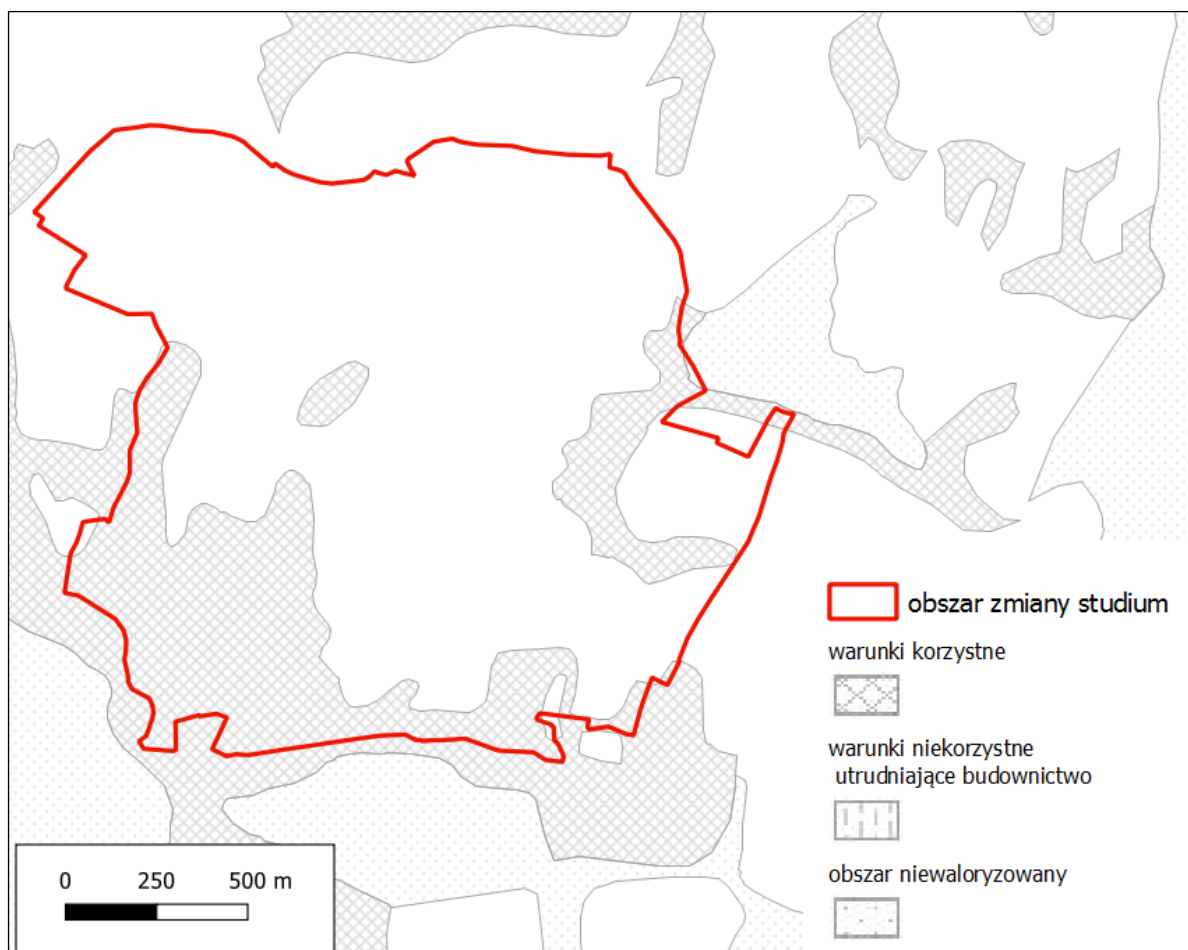 obszar zmiany studium
warunki korzystne
warunki niekorzystne
utrudniające budownictwo
obszar niewaloryzowany
0 250 500 m